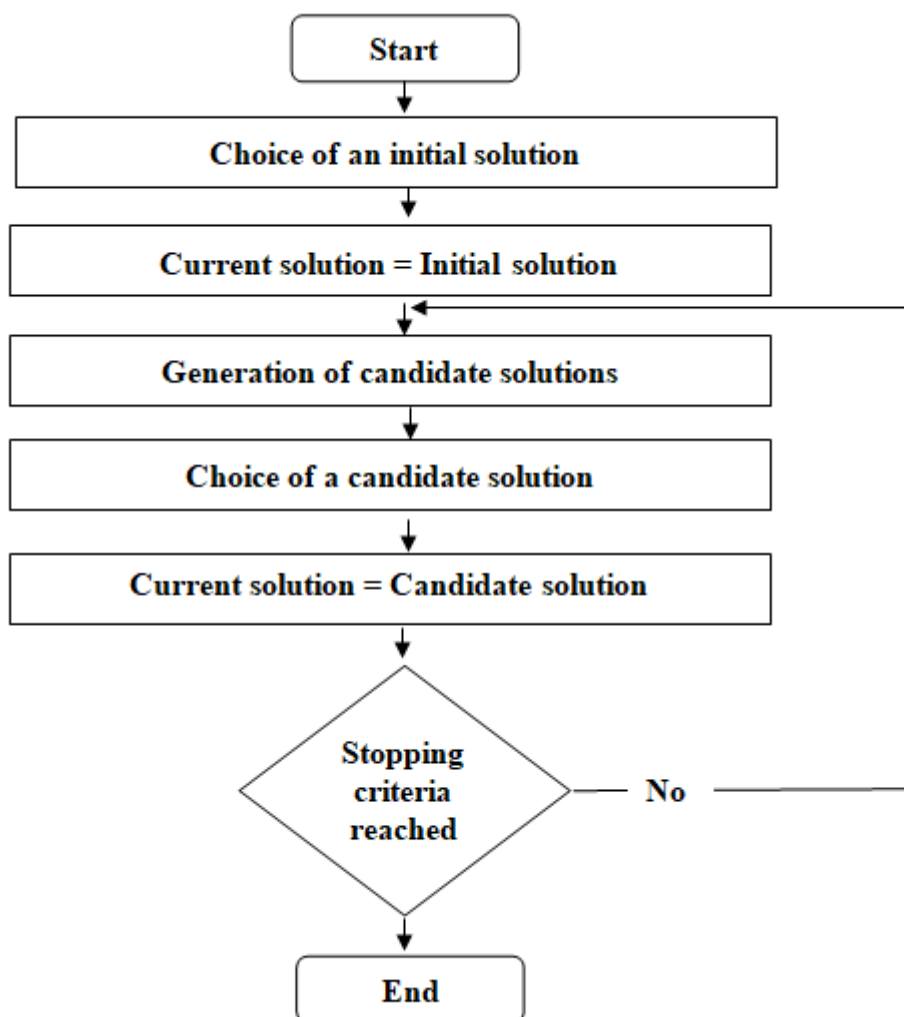 Start
Choice of an initial solution
Current solution = Initial solution
Generation of candidate solutions
Choice of a candidate solution
Current solution = Candidate solution
Stopping
criteria
reached
No
End